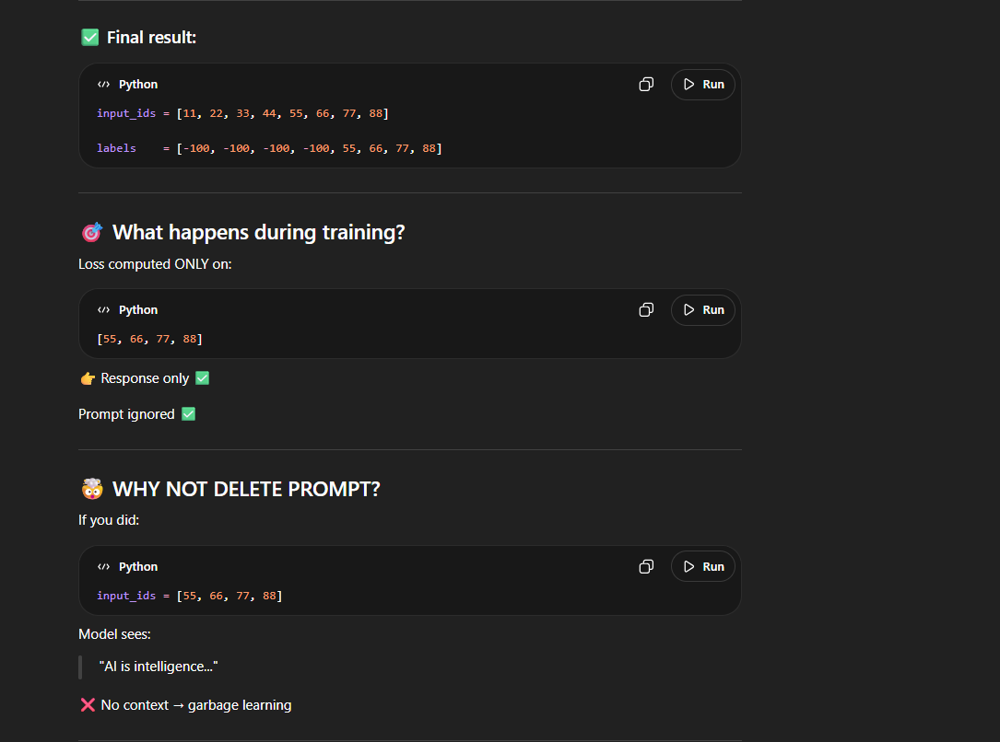 ✅ Final result:
Python
Run
input_ids = [11, 22, 33, 44, 55, 66, 77, 88]
labels    = [-100, -100, -100, -100, 55, 66, 77, 88]
🎯 What happens during training?
Loss computed ONLY on:
Python
Run
[55, 66, 77, 88]
👉 Response only ✅
Prompt ignored ✅
🤯 WHY NOT DELETE PROMPT?
If you did:
Python
Run
input_ids = [55, 66, 77, 88]
Model sees:
"AI is intelligence..."
❌ No context → garbage learning